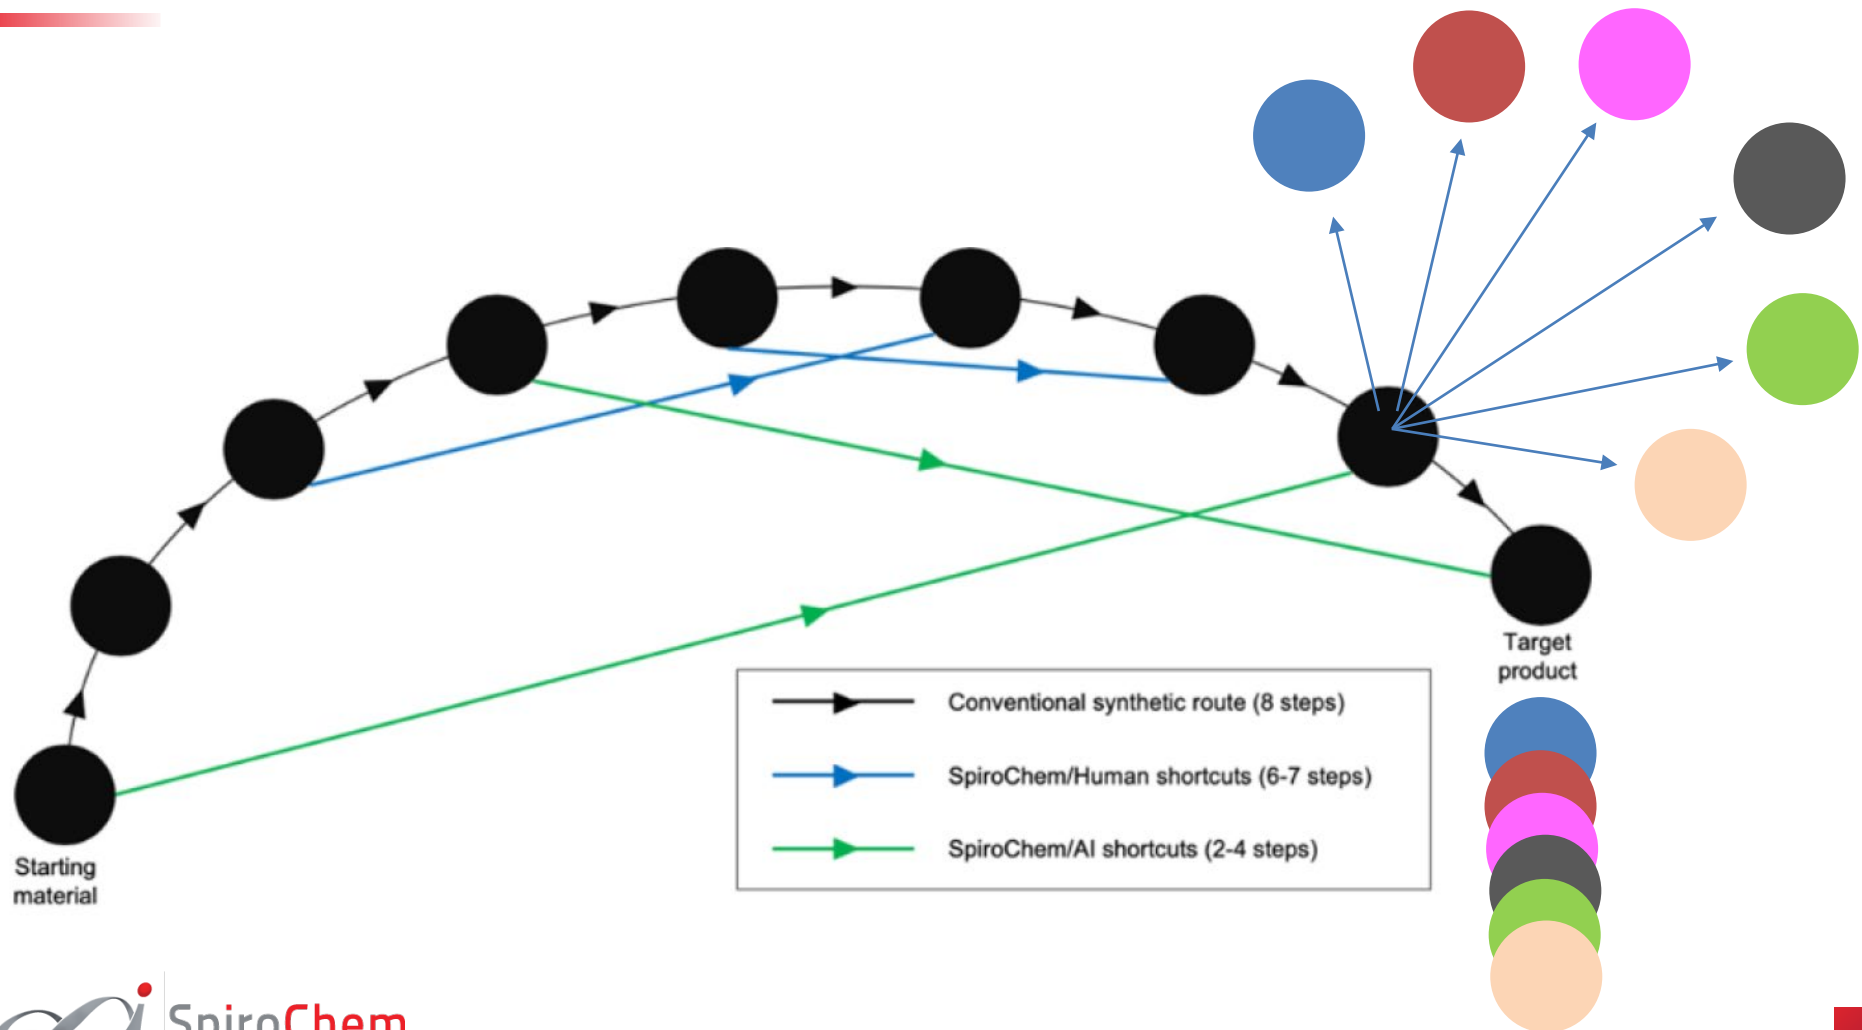 Target
product
Conventional synthetic route (8 steps)
SpiroChem/Human shortcuts (6-7 steps)
SpiroChem/AI shortcuts (2-4 steps)
Starting
material
SpiroChem